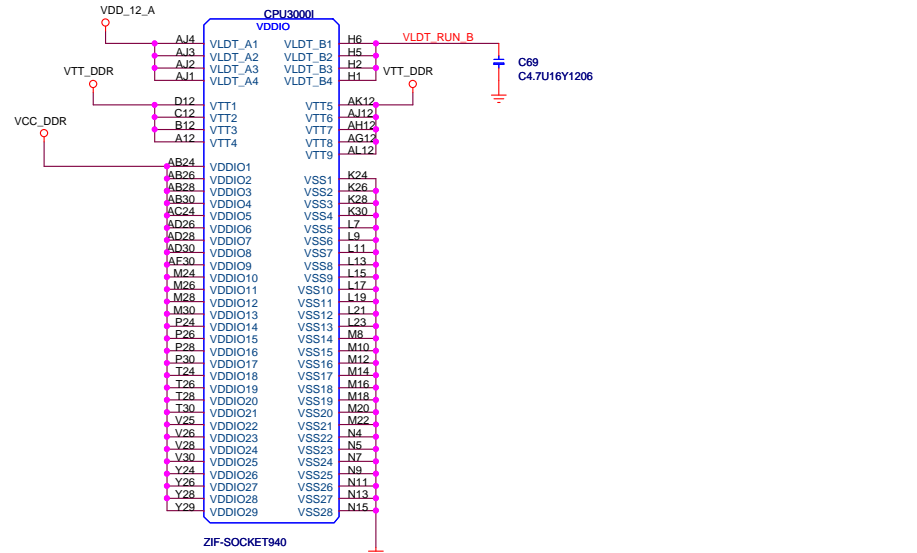 VDD_12_A
CPU3000I
VDDIO
AJ4 VLDT_A1 VLDT_B1 H6 VLDT_RUN_B
AJ3 VLDT_A2 VLDT_B2 H5
AJ2 VLDT_A3 VLDT_B3 H2
AJ1 VLDT_A4 VLDT_B4 H1
C69
C4.7U16Y1206
VTT_DDR VTT_DDR
D12 VTT1 VTT5 AK12
C12 VTT2 VTT6 AJ12
B12 VTT3 VTT7 AH12
A12 VTT4 VTT8 AG12
VTT9 AL12
VCC_DDR
AB24 VDDIO1
AB26 VDDIO2 VSS1 K24
AB28 VDDIO3 VSS2 K26
AB30 VDDIO4 VSS3 K28
AC24 VDDIO5 VSS4 K30
AD26 VDDIO6 VSS5 L7
AD28 VDDIO7 VSS6 L9
AD30 VDDIO8 VSS7 L11
AF30 VDDIO9 VSS8 L13
M24 VDDIO10 VSS9 L15
M26 VDDIO11 VSS10 L17
M28 VDDIO12 VSS11 L19
M30 VDDIO13 VSS12 L21
P24 VDDIO14 VSS13 L23
P26 VDDIO15 VSS14 M8
P28 VDDIO16 VSS15 M10
P30 VDDIO17 VSS16 M12
T24 VDDIO18 VSS17 M14
T26 VDDIO19 VSS18 M16
T28 VDDIO20 VSS19 M18
T30 VDDIO21 VSS20 M20
V25 VDDIO22 VSS21 M22
V26 VDDIO23 VSS22 N4
V28 VDDIO24 VSS23 N5
V30 VDDIO25 VSS24 N7
Y24 VDDIO26 VSS25 N9
Y26 VDDIO27 VSS26 N11
Y28 VDDIO28 VSS27 N13
Y29 VDDIO29 VSS28 N15
ZIF-SOCKET940